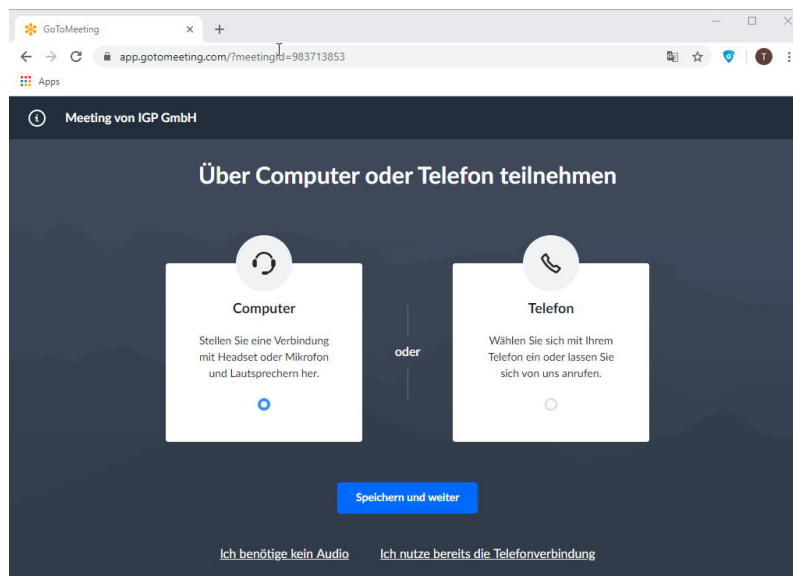 GoToMeeting
app.gotomeeting.com/?meetingId=983713853
T
Apps
Meeting von IGP GmbH
Über Computer oder Telefon teilnehmen
Computer
Stellen Sie eine Verbindung
mit Headset oder Mikrofon
und Lautsprechern her.
oder
Telefon
Wählen Sie sich mit Ihrem
Telefon ein oder lassen Sie
sich von uns anrufen.
Speichern und weiter
Ich benötige kein Audio
Ich nutze bereits die Telefonverbindung